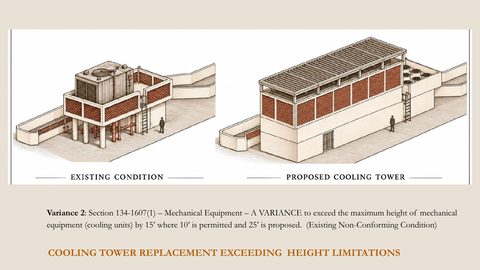 EXISTING CONDITION
PROPOSED COOLING TOWER
Variance 2: Section 134-1607(1) – Mechanical Equipment – A VARIANCE to exceed the maximum height of mechanical
equipment (cooling units) by 15’ where 10’ is permitted and 25’ is proposed.  (Existing Non-Conforming Condition)
COOLING TOWER REPLACEMENT EXCEEDING  HEIGHT LIMITATIONS